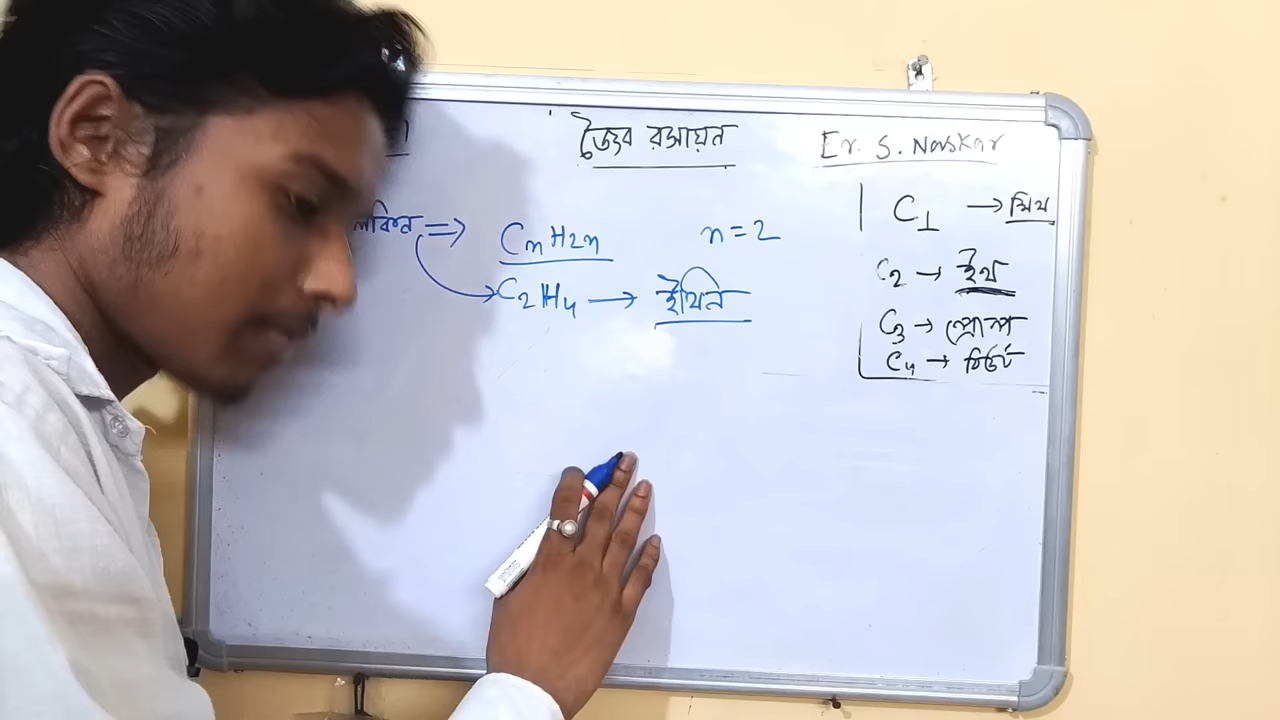 জৈব রসায়ন
Er. S. Naskar
CnH2n
n = 2
C2H4 → ইথিন
C1 → মিথ
C2 → ইথ
C3 → প্রোপ
C4 → বিউট